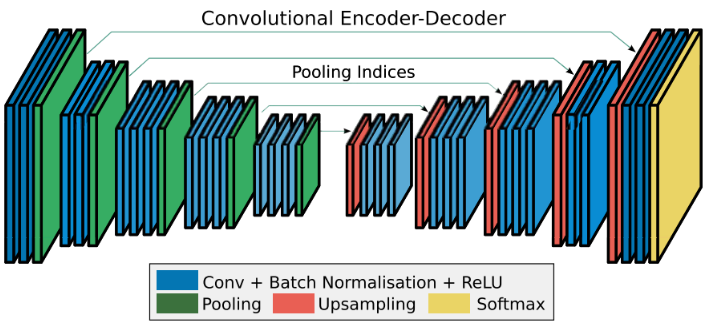 Convolutional Encoder-Decoder
Pooling Indices
Conv + Batch Normalisation + ReLU
Pooling Upsampling Softmax